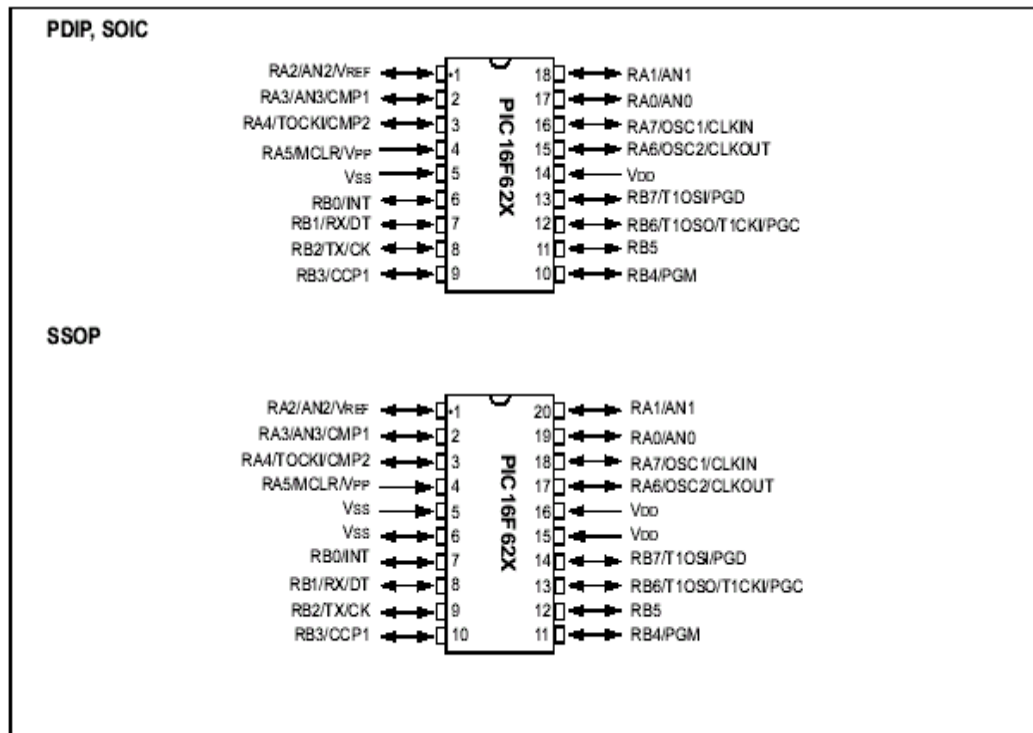 PDIP, SOIC
RA2/AN2/VREF 1 18 RA1/AN1
RA3/AN3/CMP1 2 17 RA0/AN0
RA4/TOCKI/CMP2 3 16 RA7/OSC1/CLKIN
RA5/MCLR/VPP 4 15 RA6/OSC2/CLKOUT
VSS 5 14 VDD
RB0/INT 6 13 RB7/T1OSI/PGD
RB1/RX/DT 7 12 RB6/T1OSO/T1CKI/PGC
RB2/TX/CK 8 11 RB5
RB3/CCP1 9 10 RB4/PGM
PIC16F62X
SSOP
RA2/AN2/VREF 1 20 RA1/AN1
RA3/AN3/CMP1 2 19 RA0/AN0
RA4/TOCKI/CMP2 3 18 RA7/OSC1/CLKIN
RA5/MCLR/VPP 4 17 RA6/OSC2/CLKOUT
VSS 5 16 VDD
VSS 6 15 VDD
RB0/INT 7 14 RB7/T1OSI/PGD
RB1/RX/DT 8 13 RB6/T1OSO/T1CKI/PGC
RB2/TX/CK 9 12 RB5
RB3/CCP1 10 11 RB4/PGM
PIC16F62X